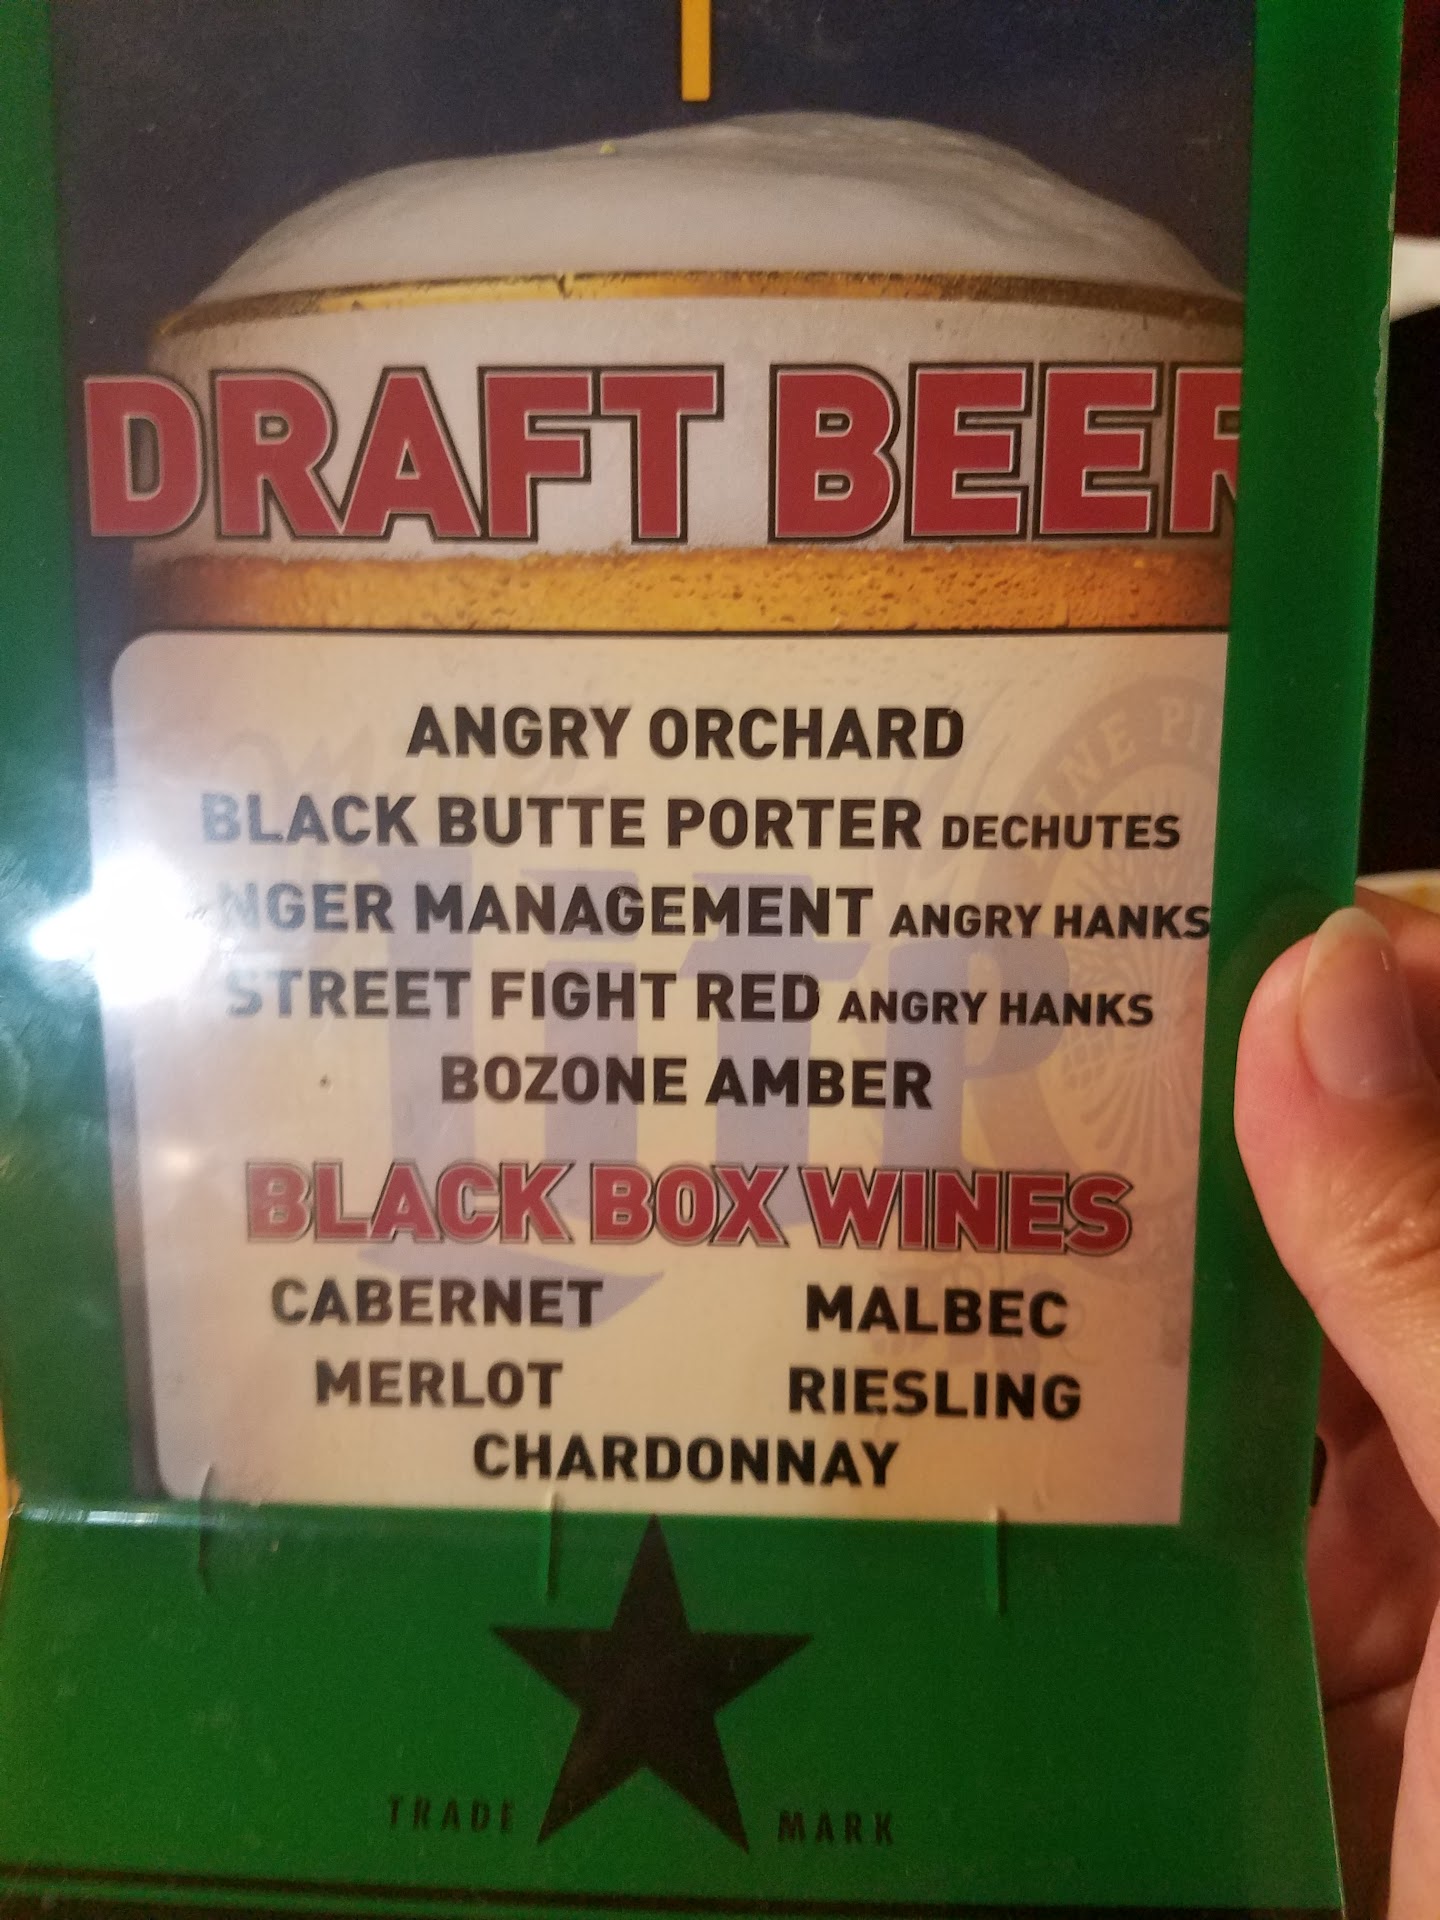 DRAFT BEER
ANGRY ORCHARD
BLACK BUTTE PORTER DECHUTES
NGER MANAGEMENT ANGRY HANKS
STREET FIGHT RED ANGRY HANKS
BOZONE AMBER
BLACK BOX WINES
CABERNET MALBEC
MERLOT RIESLING
CHARDONNAY
TRADE MARK